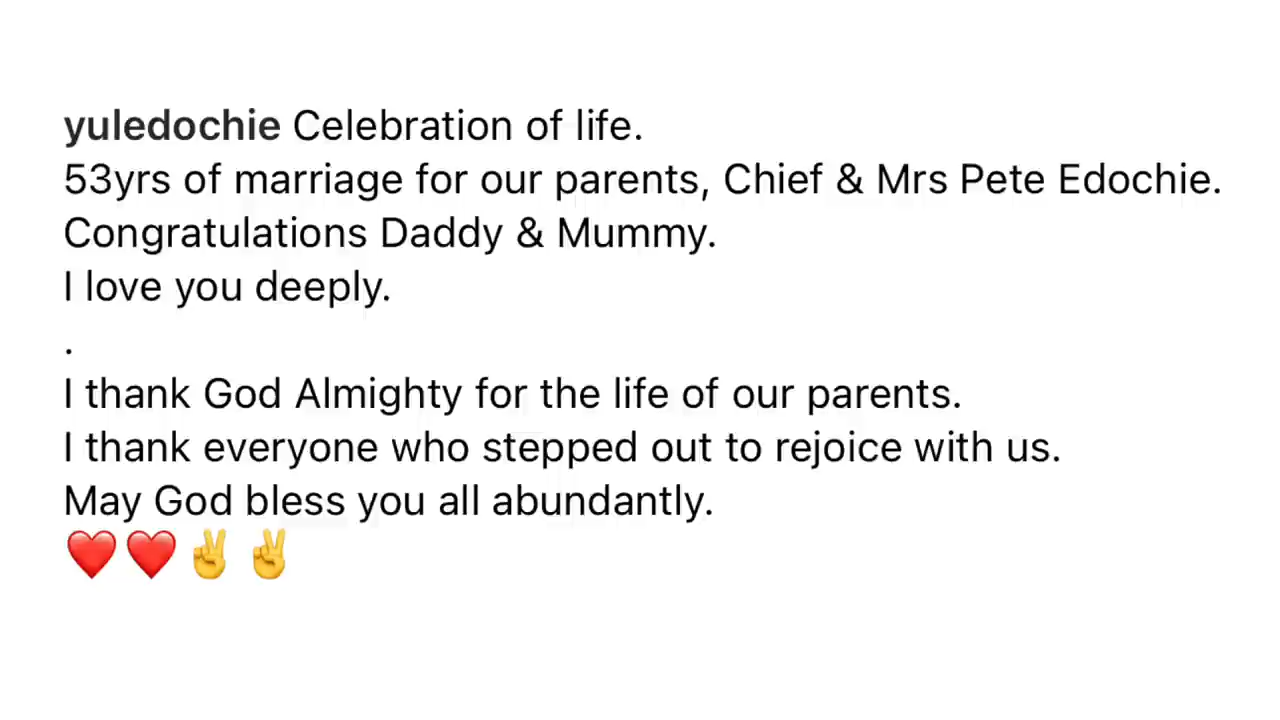 yuledochie Celebration of life.
53yrs of marriage for our parents, Chief & Mrs Pete Edochie.
Congratulations Daddy & Mummy.
I love you deeply.
.
I thank God Almighty for the life of our parents.
I thank everyone who stepped out to rejoice with us.
May God bless you all abundantly.
❤️❤️✌️✌️